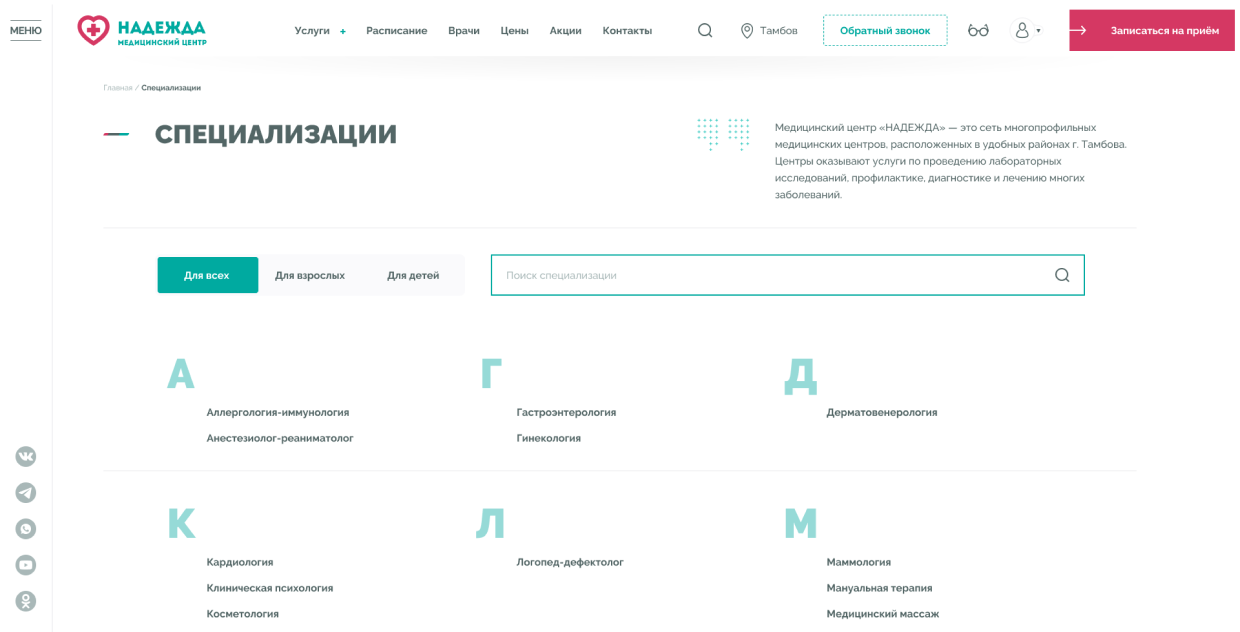 МЕНЮ
НАДЕЖДА
МЕДИЦИНСКИЙ ЦЕНТР
Услуги +
Расписание
Врачи
Цены
Акции
Контакты
Тамбов
Обратный звонок
Записаться на приём
Главная / Специализации
СПЕЦИАЛИЗАЦИИ
Медицинский центр «НАДЕЖДА» — это сеть многопрофильных
медицинских центров, расположенных в удобных районах г. Тамбова.
Центры оказывают услуги по проведению лабораторных
исследований, профилактике, диагностике и лечению многих
заболеваний.
Для всех
Для взрослых
Для детей
Поиск специализации
А
Аллергология-иммунология
Анестезиолог-реаниматолог
Г
Гастроэнтерология
Гинекология
Д
Дерматовенерология
К
Кардиология
Клиническая психология
Косметология
Л
Логопед-дефектолог
М
Маммология
Мануальная терапия
Медицинский массаж